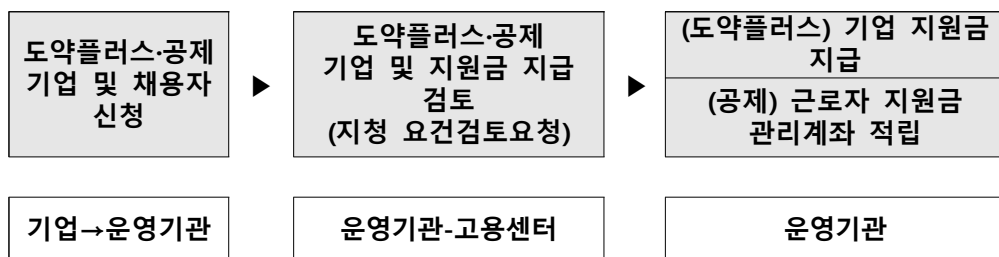 도약플러스·공제
기업 및 채용자
신청
▶
도약플러스·공제
기업 및 지원금 지급
검토
(지청 요건검토요청)
▶
(도약플러스) 기업 지원금
지급
(공제) 근로자 지원금
관리계좌 적립
기업→운영기관
운영기관-고용센터
운영기관